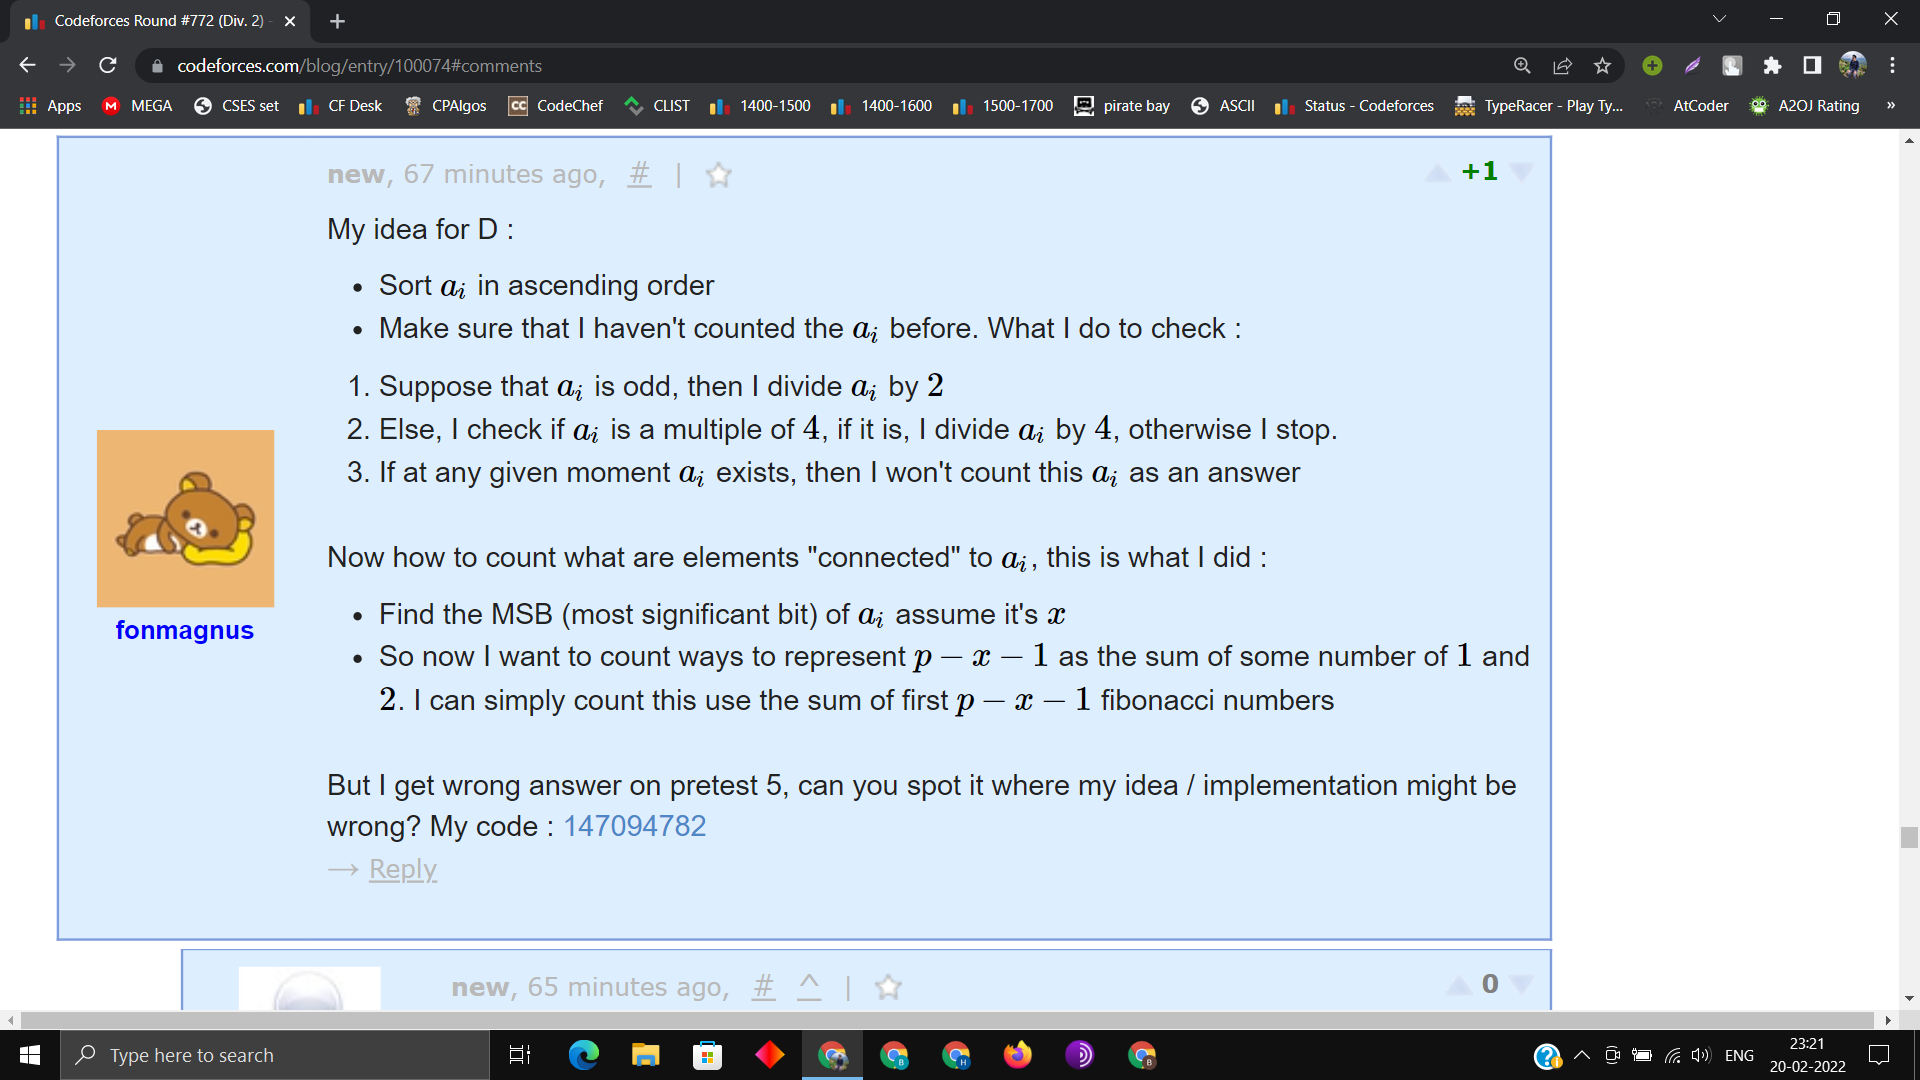 Codeforces Round #772 (Div. 2) -
codeforces.com/blog/entry/100074#comments
Apps MEGA CSES set CF Desk CPAlgos CodeChef CLIST 1400-1500 1400-1600 1500-1700 pirate bay ASCII Status - Codeforces TypeRacer - Play Ty... AtCoder A2OJ Rating »
new, 67 minutes ago, # | +1
My idea for D :
• Sort aᵢ in ascending order
• Make sure that I haven't counted the aᵢ before. What I do to check :
1. Suppose that aᵢ is odd, then I divide aᵢ by 2
2. Else, I check if aᵢ is a multiple of 4, if it is, I divide aᵢ by 4, otherwise I stop.
3. If at any given moment aᵢ exists, then I won't count this aᵢ as an answer
fonmagnus
Now how to count what are elements "connected" to aᵢ, this is what I did :
• Find the MSB (most significant bit) of aᵢ assume it's x
• So now I want to count ways to represent p − x − 1 as the sum of some number of 1 and
2. I can simply count this use the sum of first p − x − 1 fibonacci numbers
But I get wrong answer on pretest 5, can you spot it where my idea / implementation might be
wrong? My code : 147094782
→ Reply
new, 65 minutes ago, # ^ | 0
Type here to search
ENG
23:21
20-02-2022